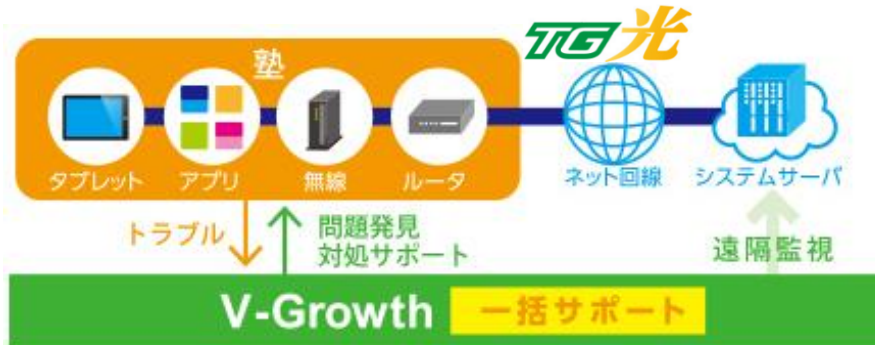 TG光
塾
タブレット アプリ 無線 ルータ ネット回線 システムサーバ
トラブル
問題発見
対処サポート
遠隔監視
V-Growth 一括サポート